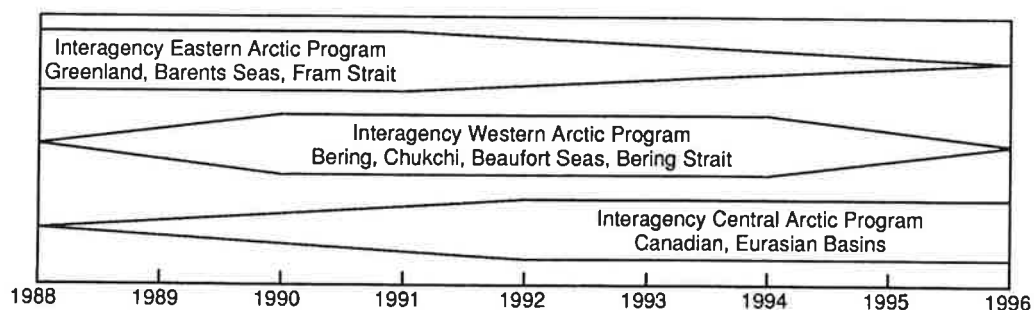 Interagency Eastern Arctic Program
Greenland, Barents Seas, Fram Strait
Interagency Western Arctic Program
Bering, Chukchi, Beaufort Seas, Bering Strait
Interagency Central Arctic Program
Canadian, Eurasian Basins
1988 1989 1990 1991 1992 1993 1994 1995 1996